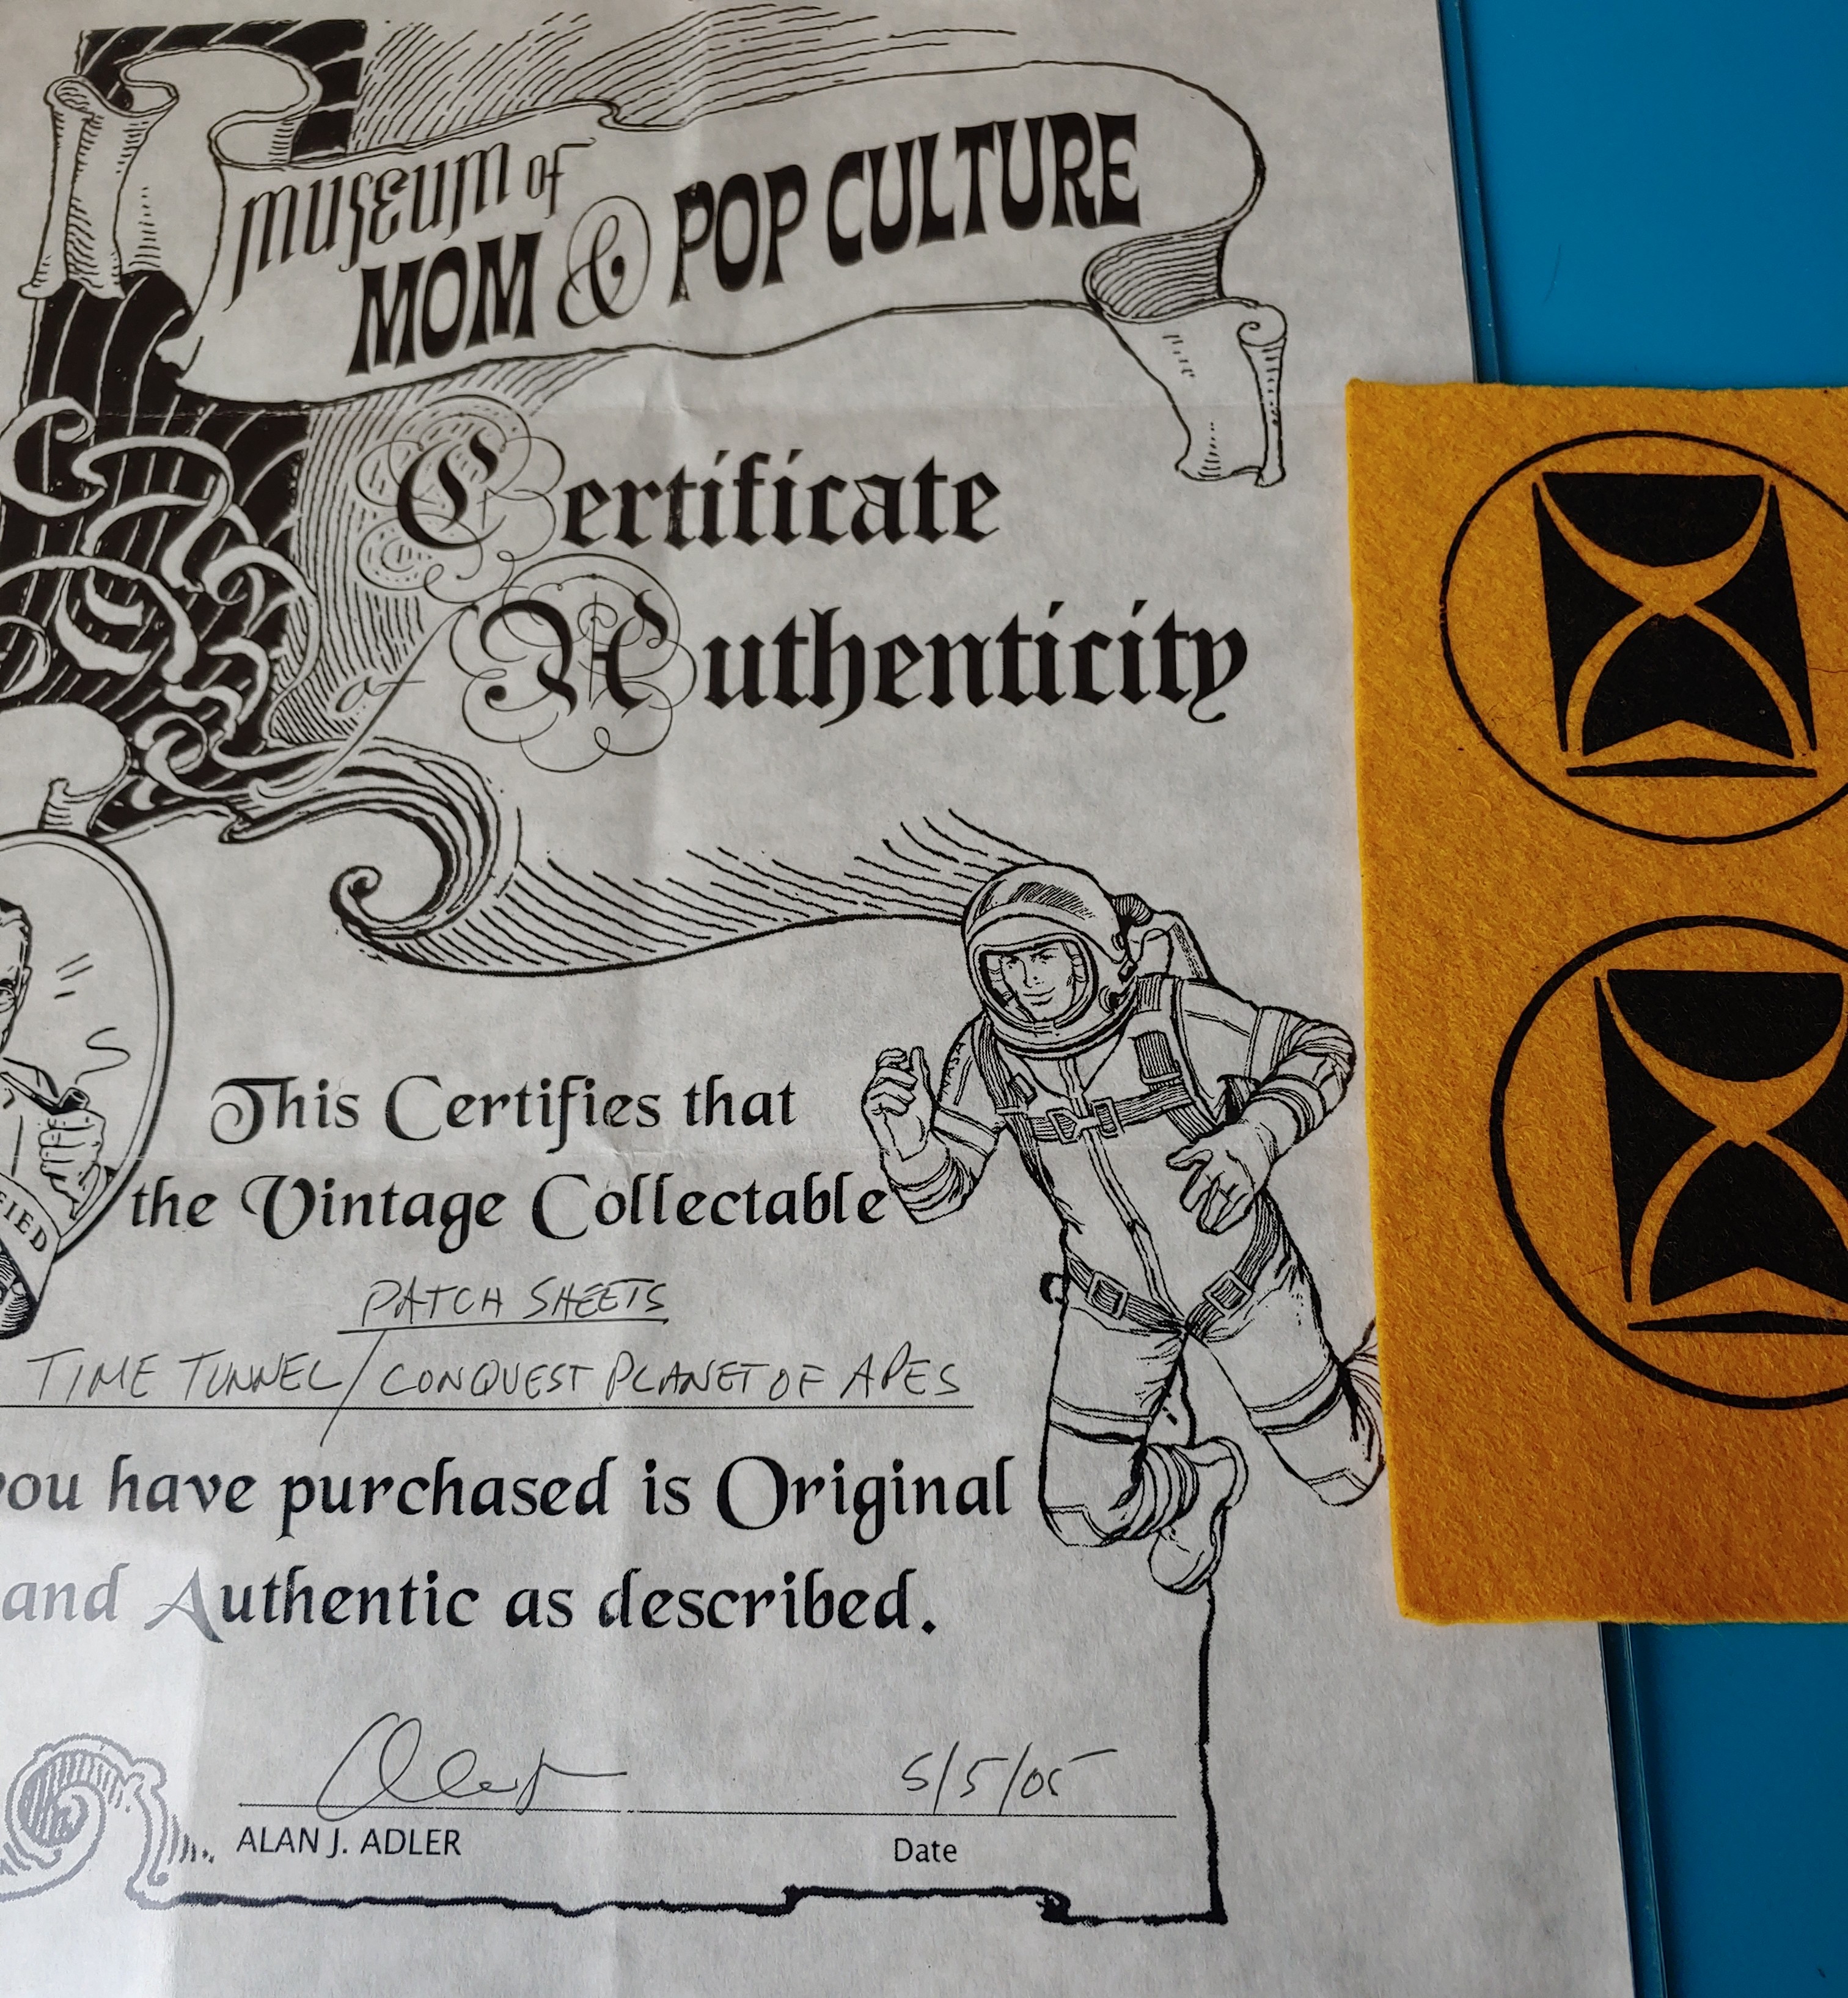 MUSEUM OF
MOM & POP CULTURE
Certificate
of Authenticity
This Certifies that
the Vintage Collectable
PATCH SHEETS
TIME TUNNEL/CONQUEST PLANET OF APES
you have purchased is Original
and Authentic as described.
5/5/05
ALAN J. ADLER
Date